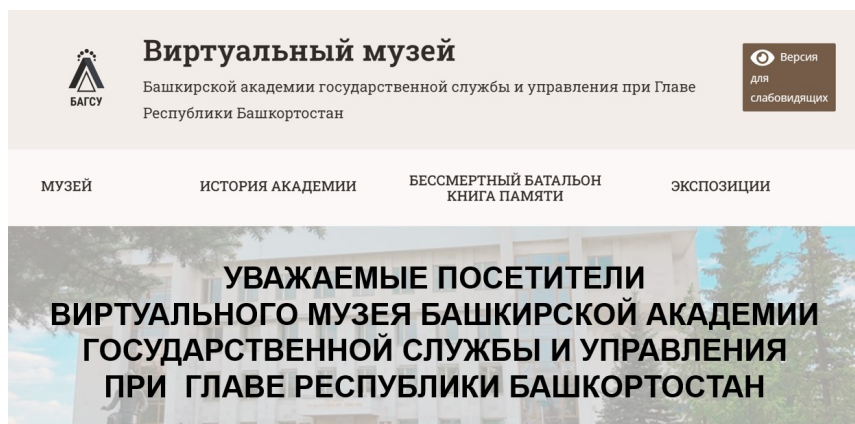 Виртуальный музей
Башкирской академии государственной службы и управления при Главе
Республики Башкортостан
БАГСУ
Версия
для
слабовидящих
МУЗЕЙ
ИСТОРИЯ АКАДЕМИИ
БЕССМЕРТНЫЙ БАТАЛЬОН
КНИГА ПАМЯТИ
ЭКСПОЗИЦИИ
УВАЖАЕМЫЕ ПОСЕТИТЕЛИ
ВИРТУАЛЬНОГО МУЗЕЯ БАШКИРСКОЙ АКАДЕМИИ
ГОСУДАРСТВЕННОЙ СЛУЖБЫ И УПРАВЛЕНИЯ
ПРИ ГЛАВЕ РЕСПУБЛИКИ БАШКОРТОСТАН